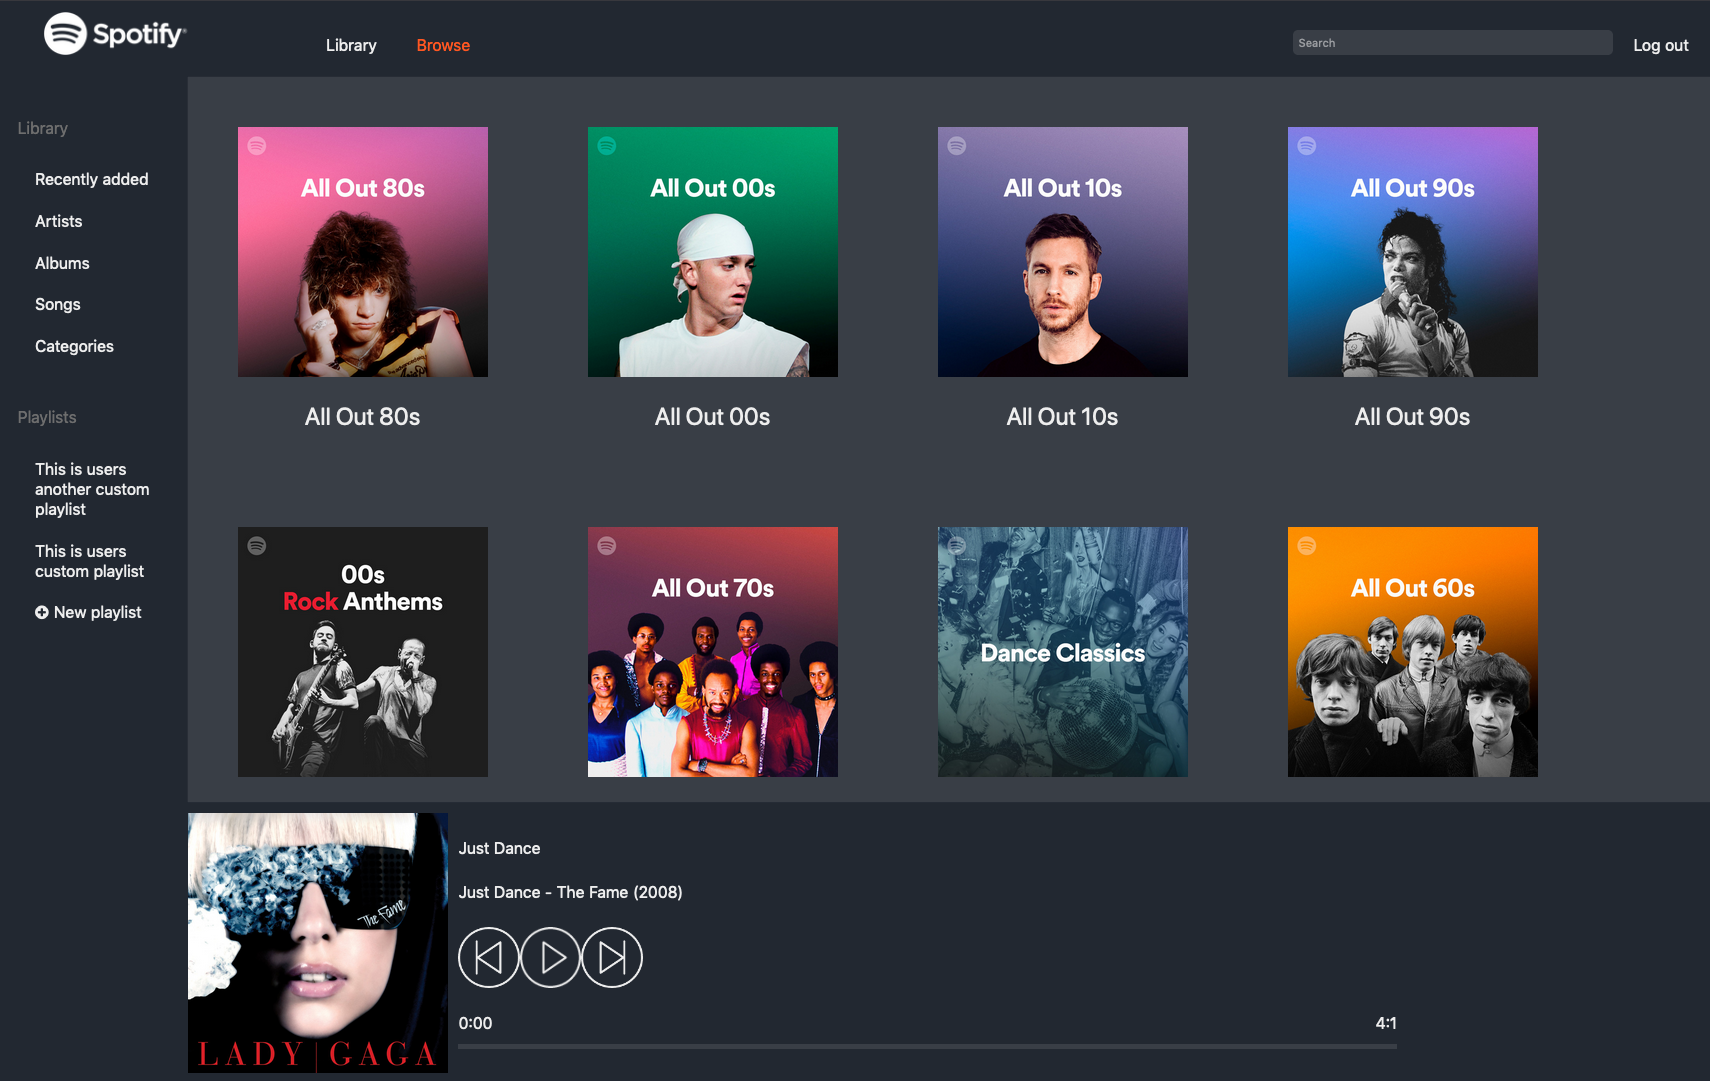 Spotify®
Library
Browse
Search
Log out
Library
Recently added
Artists
Albums
Songs
Categories
Playlists
This is users
another custom
playlist
This is users
custom playlist
New playlist
All Out 80s
All Out 00s
All Out 10s
All Out 90s
All Out 80s
All Out 00s
All Out 10s
All Out 90s
00s
Rock Anthems
All Out 70s
Dance Classics
All Out 60s
The Fame
LADY|GAGA
Just Dance
Just Dance - The Fame (2008)
0:00
4:1